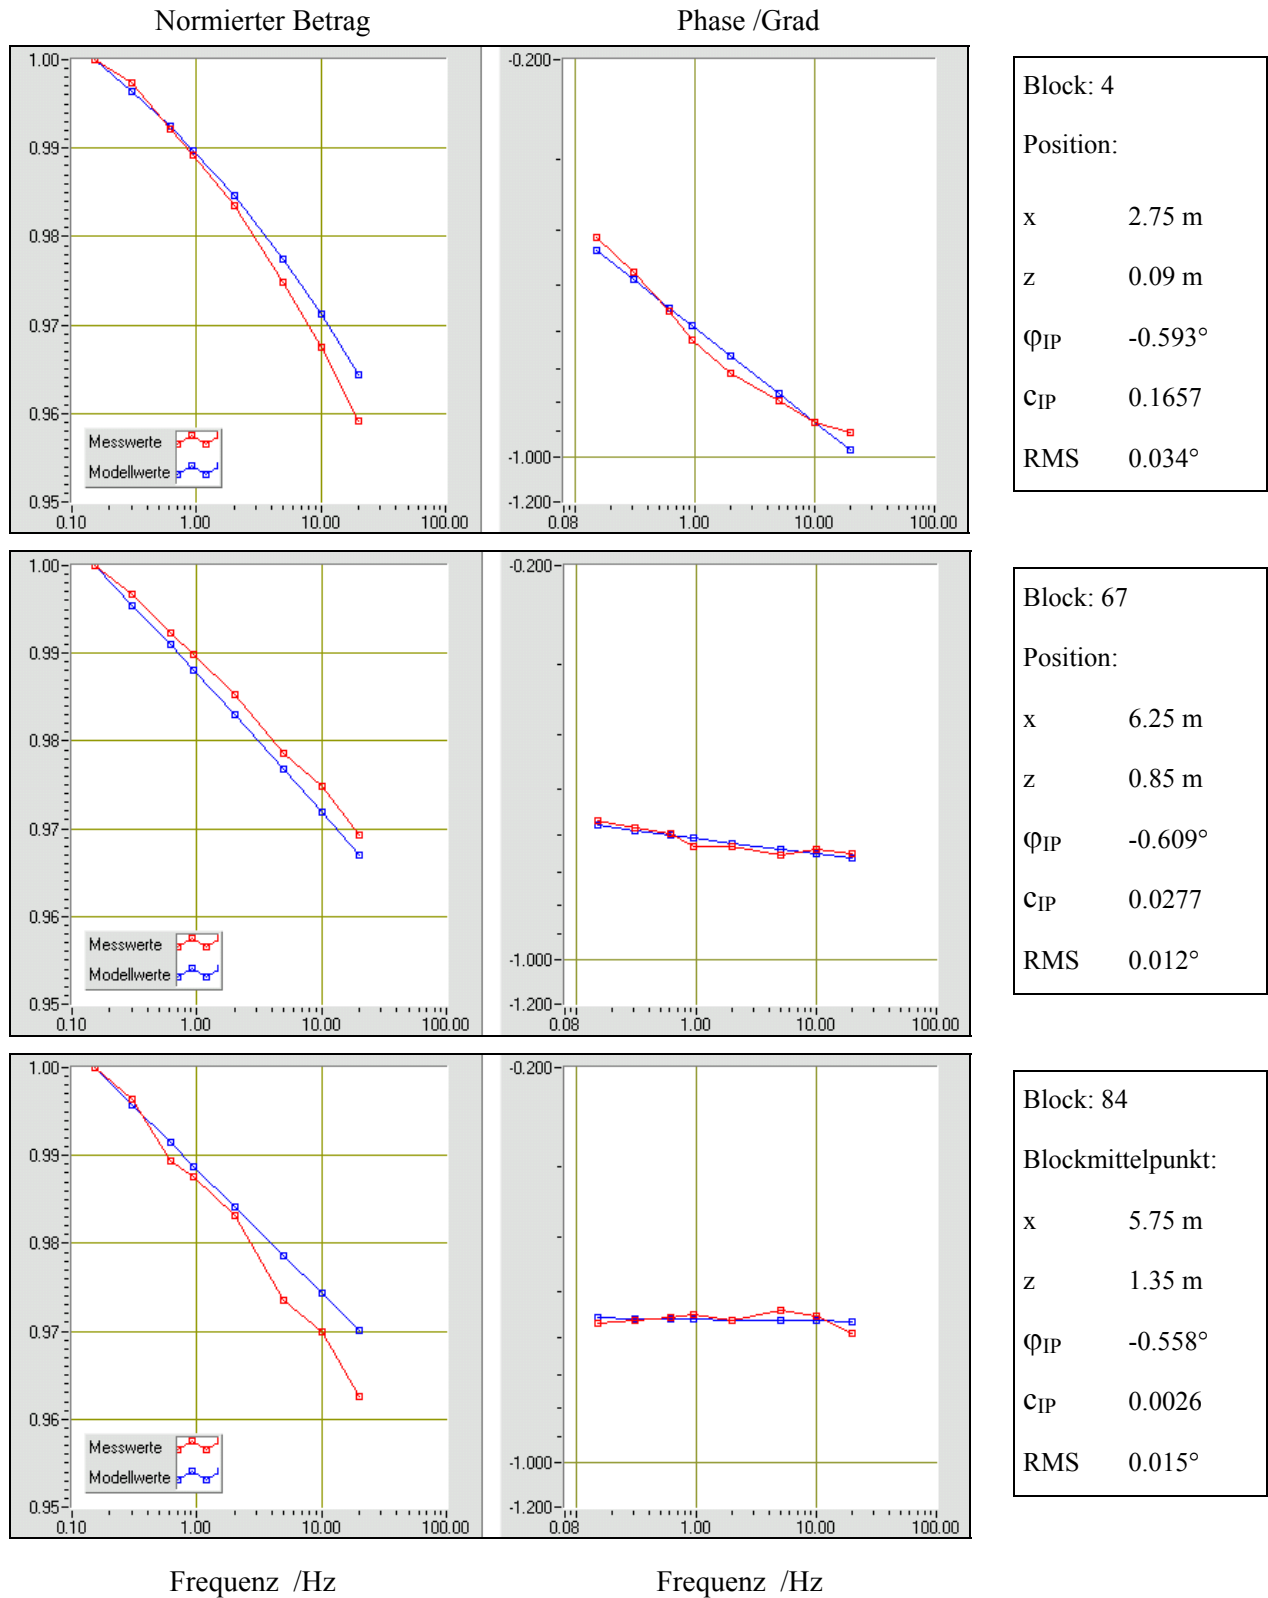 Normierter Betrag Phase /Grad
1.00
0.99
0.98
0.97
0.96
0.95
0.10 1.00 10.00 100.00
Messwerte
Modellwerte
-0.200
-1.000
-1.200
0.08 1.00 10.00 100.00
Block: 4
Position:
x 2.75 m
z 0.09 m
φIP -0.593°
cIP 0.1657
RMS 0.034°
1.00
0.99
0.98
0.97
0.96
0.95
0.10 1.00 10.00 100.00
Messwerte
Modellwerte
-0.200
-1.000
-1.200
0.08 1.00 10.00 100.00
Block: 67
Position:
x 6.25 m
z 0.85 m
φIP -0.609°
cIP 0.0277
RMS 0.012°
1.00
0.99
0.98
0.97
0.96
0.95
0.10 1.00 10.00 100.00
Messwerte
Modellwerte
-0.200
-1.000
-1.200
0.08 1.00 10.00 100.00
Block: 84
Blockmittelpunkt:
x 5.75 m
z 1.35 m
φIP -0.558°
cIP 0.0026
RMS 0.015°
Frequenz /Hz Frequenz /Hz